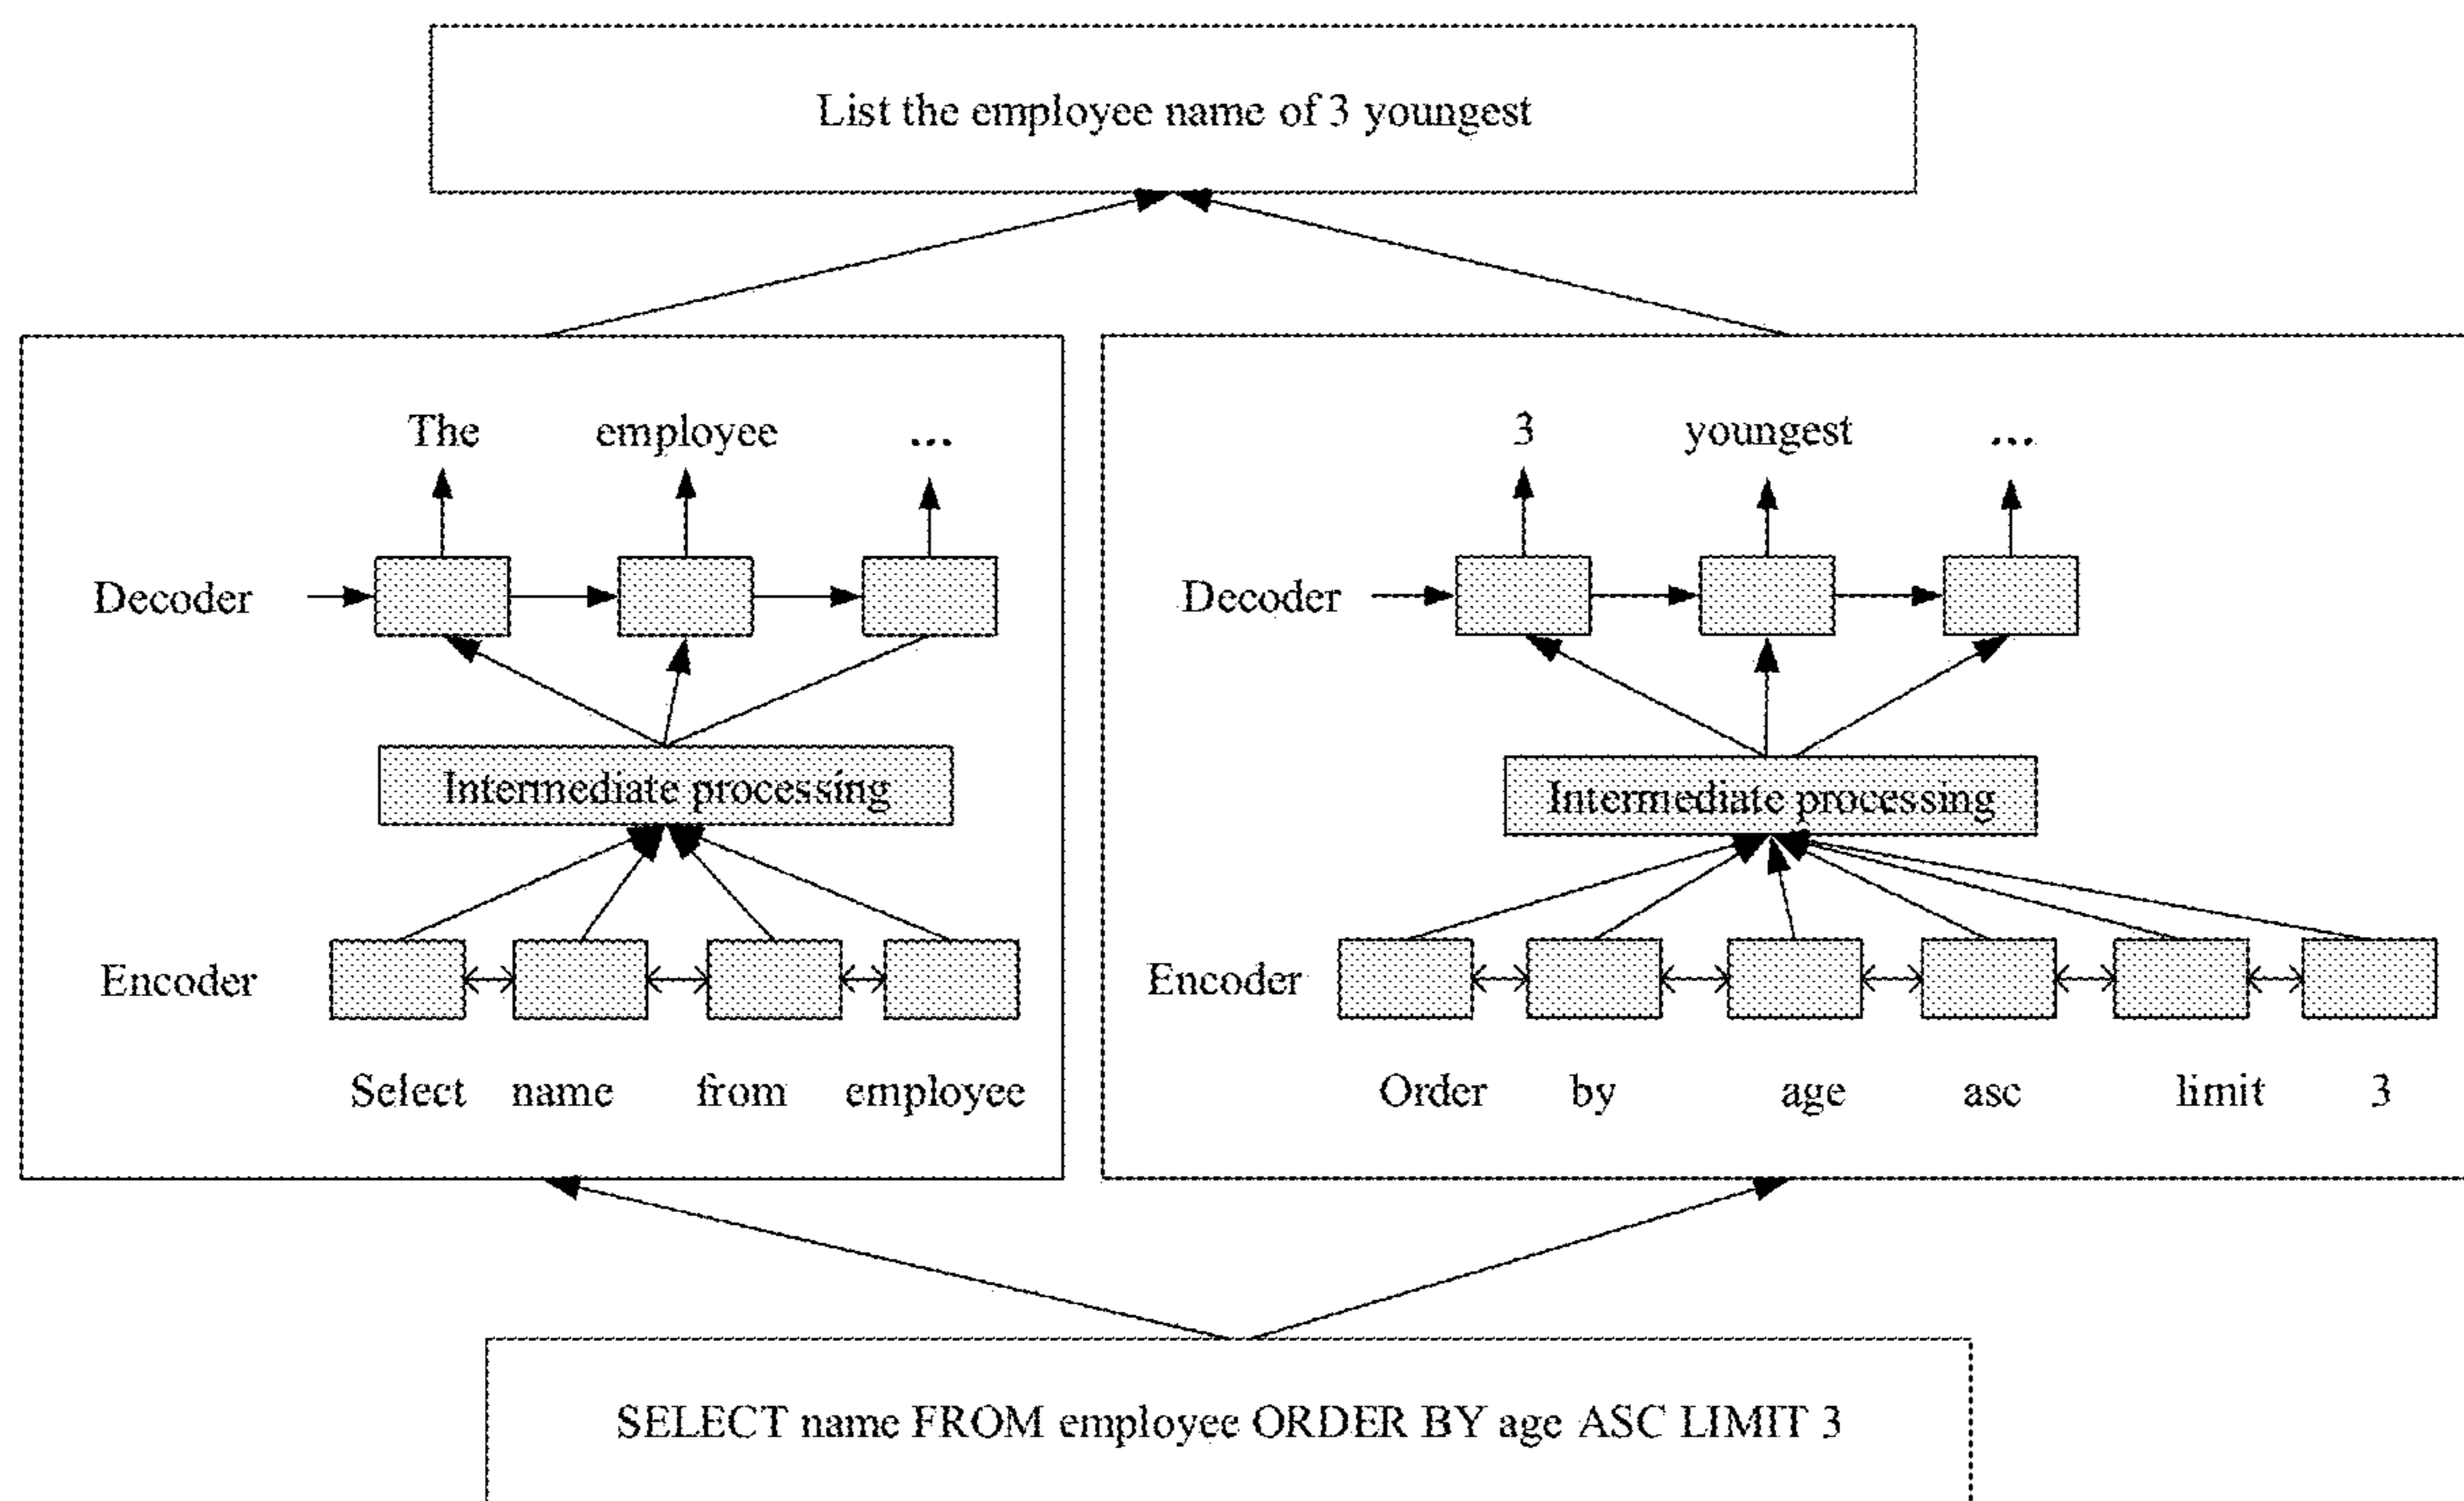 List the employee name of 3 youngest
The employee ...
Decoder
Intermediate processing
Encoder
Select name from employee
3 youngest ...
Decoder
Intermediate processing
Encoder
Order by age asc limit 3
SELECT name FROM employee ORDER BY age ASC LIMIT 3